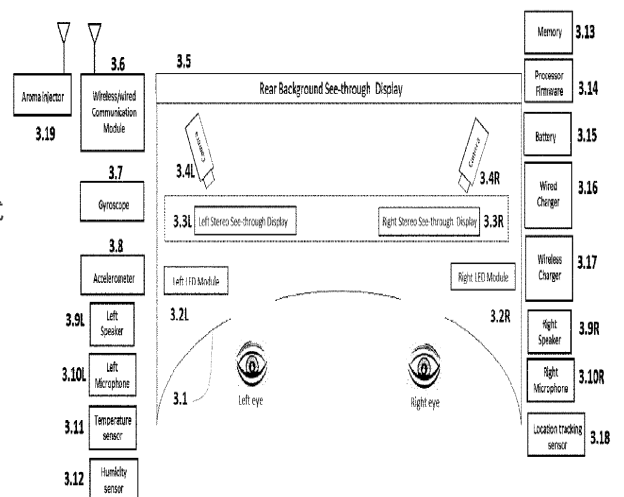 3.5
Rear Background See-through Display
3.6
Wireless/wired
Communication
Module
Aroma injector
3.19
3.7
Gyroscope
3.8
Accelerometer
3.9L
Left
Speaker
3.10L
Left
Microphone
3.11
Temperature
sensor
3.12
Humidity
sensor
Camera
3.4L
Camera
3.4R
3.3L
Left Stereo See-through Display
Right Stereo See-through Display
3.3R
Left LED Module
3.2L
Right LED Module
3.2R
3.1
Left eye
Right eye
Memory
3.13
Processor
Firmware
3.14
Battery
3.15
Wired
Charger
3.16
Wireless
Charger
3.17
Right
Speaker
3.9R
Right
Microphone
3.10R
Location tracking
sensor
3.18